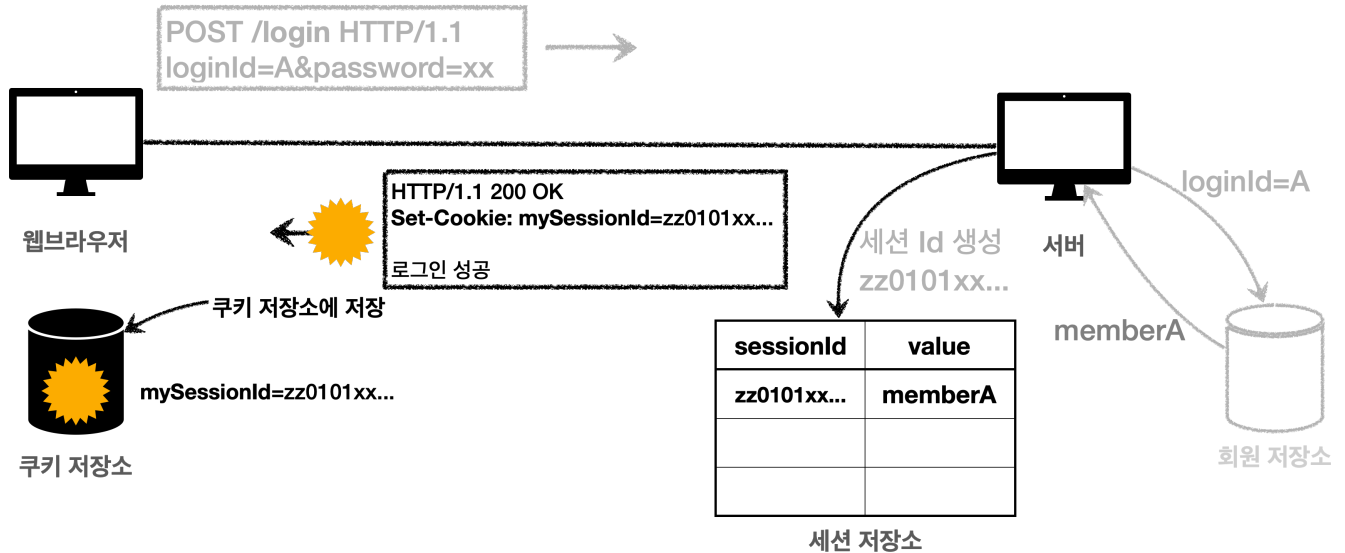 POST /login HTTP/1.1
loginId=A&password=xx
웹브라우저
HTTP/1.1 200 OK
Set-Cookie: mySessionId=zz0101xx...
로그인 성공
서버
loginId=A
세션 Id 생성
zz0101xx...
memberA
쿠키 저장소에 저장
mySessionId=zz0101xx...
쿠키 저장소
sessionId value
zz0101xx... memberA
세션 저장소
회원 저장소